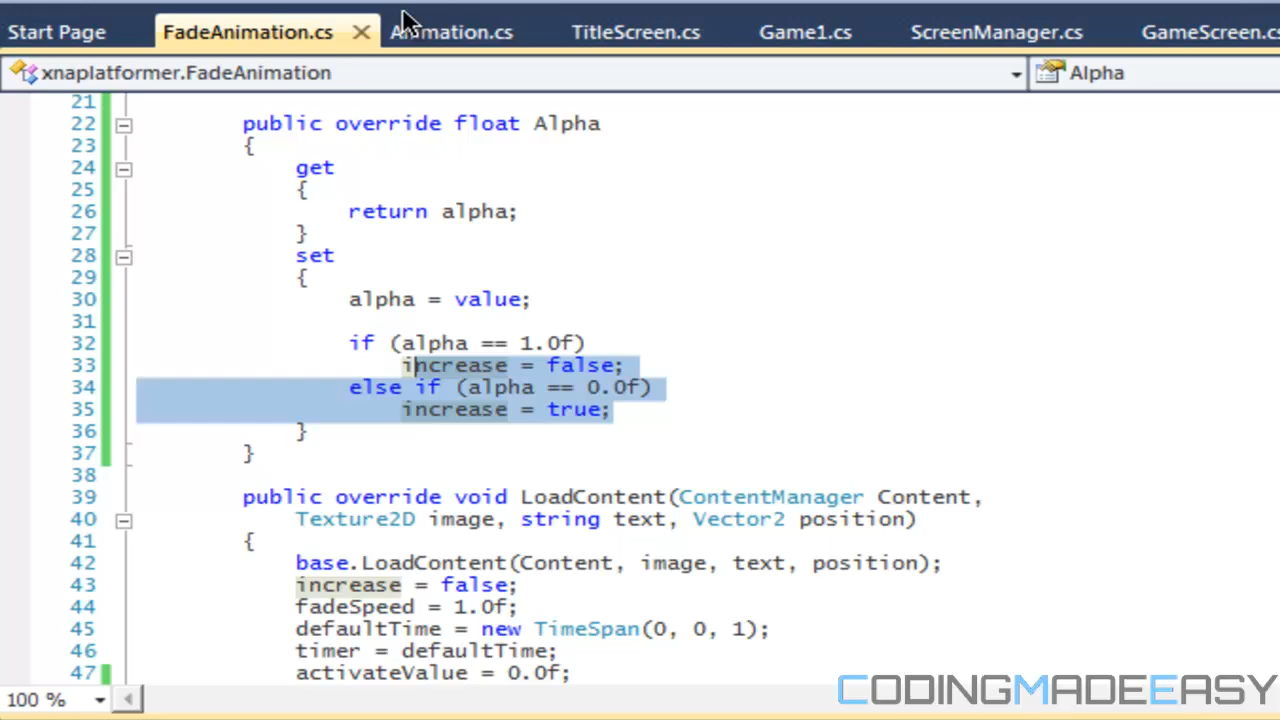 Start Page FadeAnimation.cs Animation.cs TitleScreen.cs Game1.cs ScreenManager.cs GameScreen.cs
xnaplatformer.FadeAnimation Alpha
21
22 public override float Alpha
23 {
24 get
25 {
26 return alpha;
27 }
28 set
29 {
30 alpha = value;
31
32 if (alpha == 1.0f)
33 increase = false;
34 else if (alpha == 0.0f)
35 increase = true;
36 }
37 }
38
39 public override void LoadContent(ContentManager Content,
40 Texture2D image, string text, Vector2 position)
41 {
42 base.LoadContent(Content, image, text, position);
43 increase = false;
44 fadeSpeed = 1.0f;
45 defaultTime = new TimeSpan(0, 0, 1);
46 timer = defaultTime;
47 activateValue = 0.0f;
100 %
CODINGMADEEASY